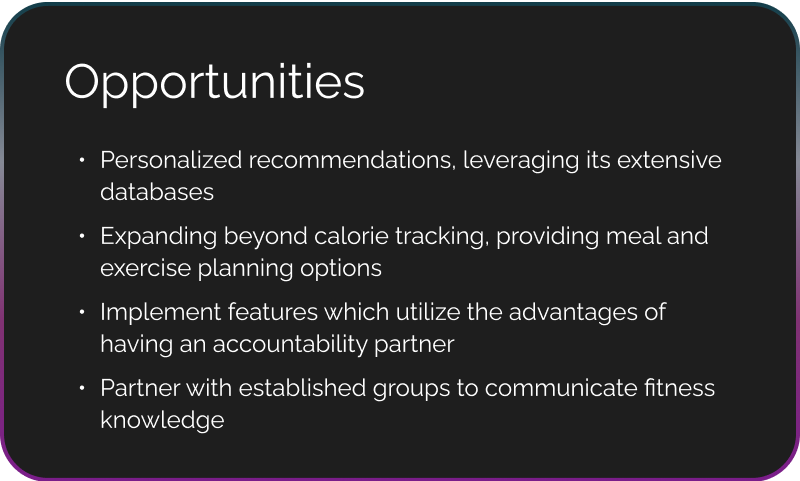 Opportunities
• Personalized recommendations, leveraging its extensive
databases
• Expanding beyond calorie tracking, providing meal and
exercise planning options
• Implement features which utilize the advantages of
having an accountability partner
• Partner with established groups to communicate fitness
knowledge